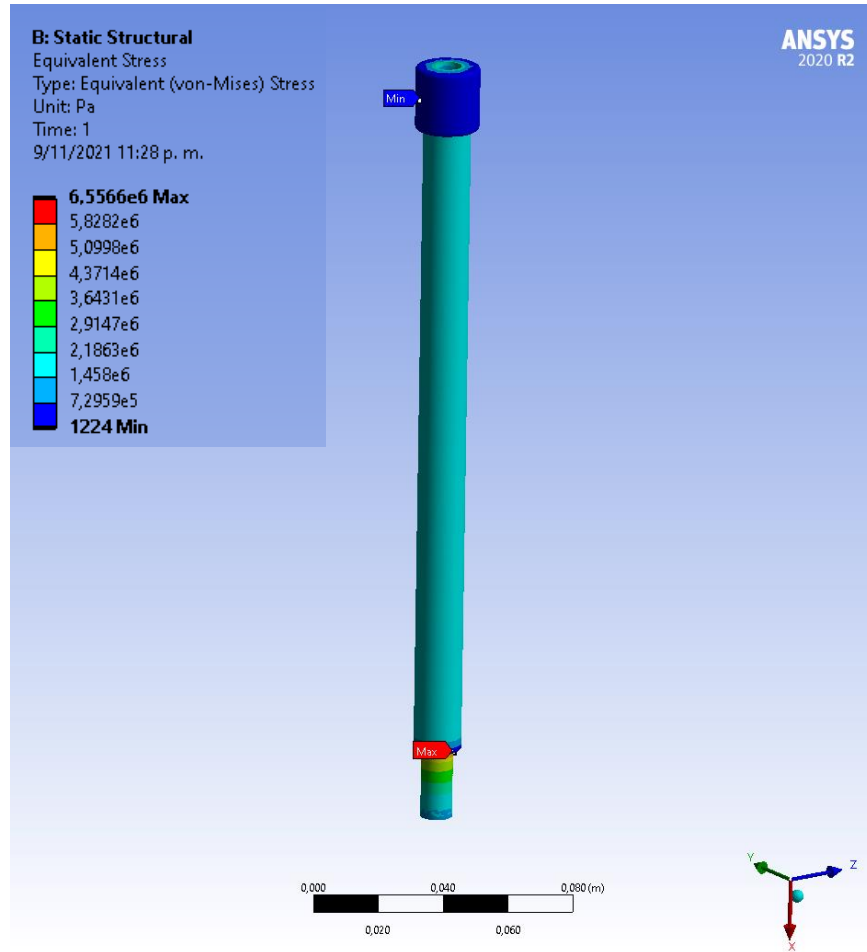 B: Static Structural
Equivalent Stress
Type: Equivalent (von-Mises) Stress
Unit: Pa
Time: 1
9/11/2021 11:28 p. m.
6,5566e6 Max
5,8282e6
5,0998e6
4,3714e6
3,6431e6
2,9147e6
2,1863e6
1,458e6
7,2959e5
1224 Min
ANSYS
2020 R2
Min
Max
0,000 0,040 0,080 (m)
0,020 0,060
Y Z
X